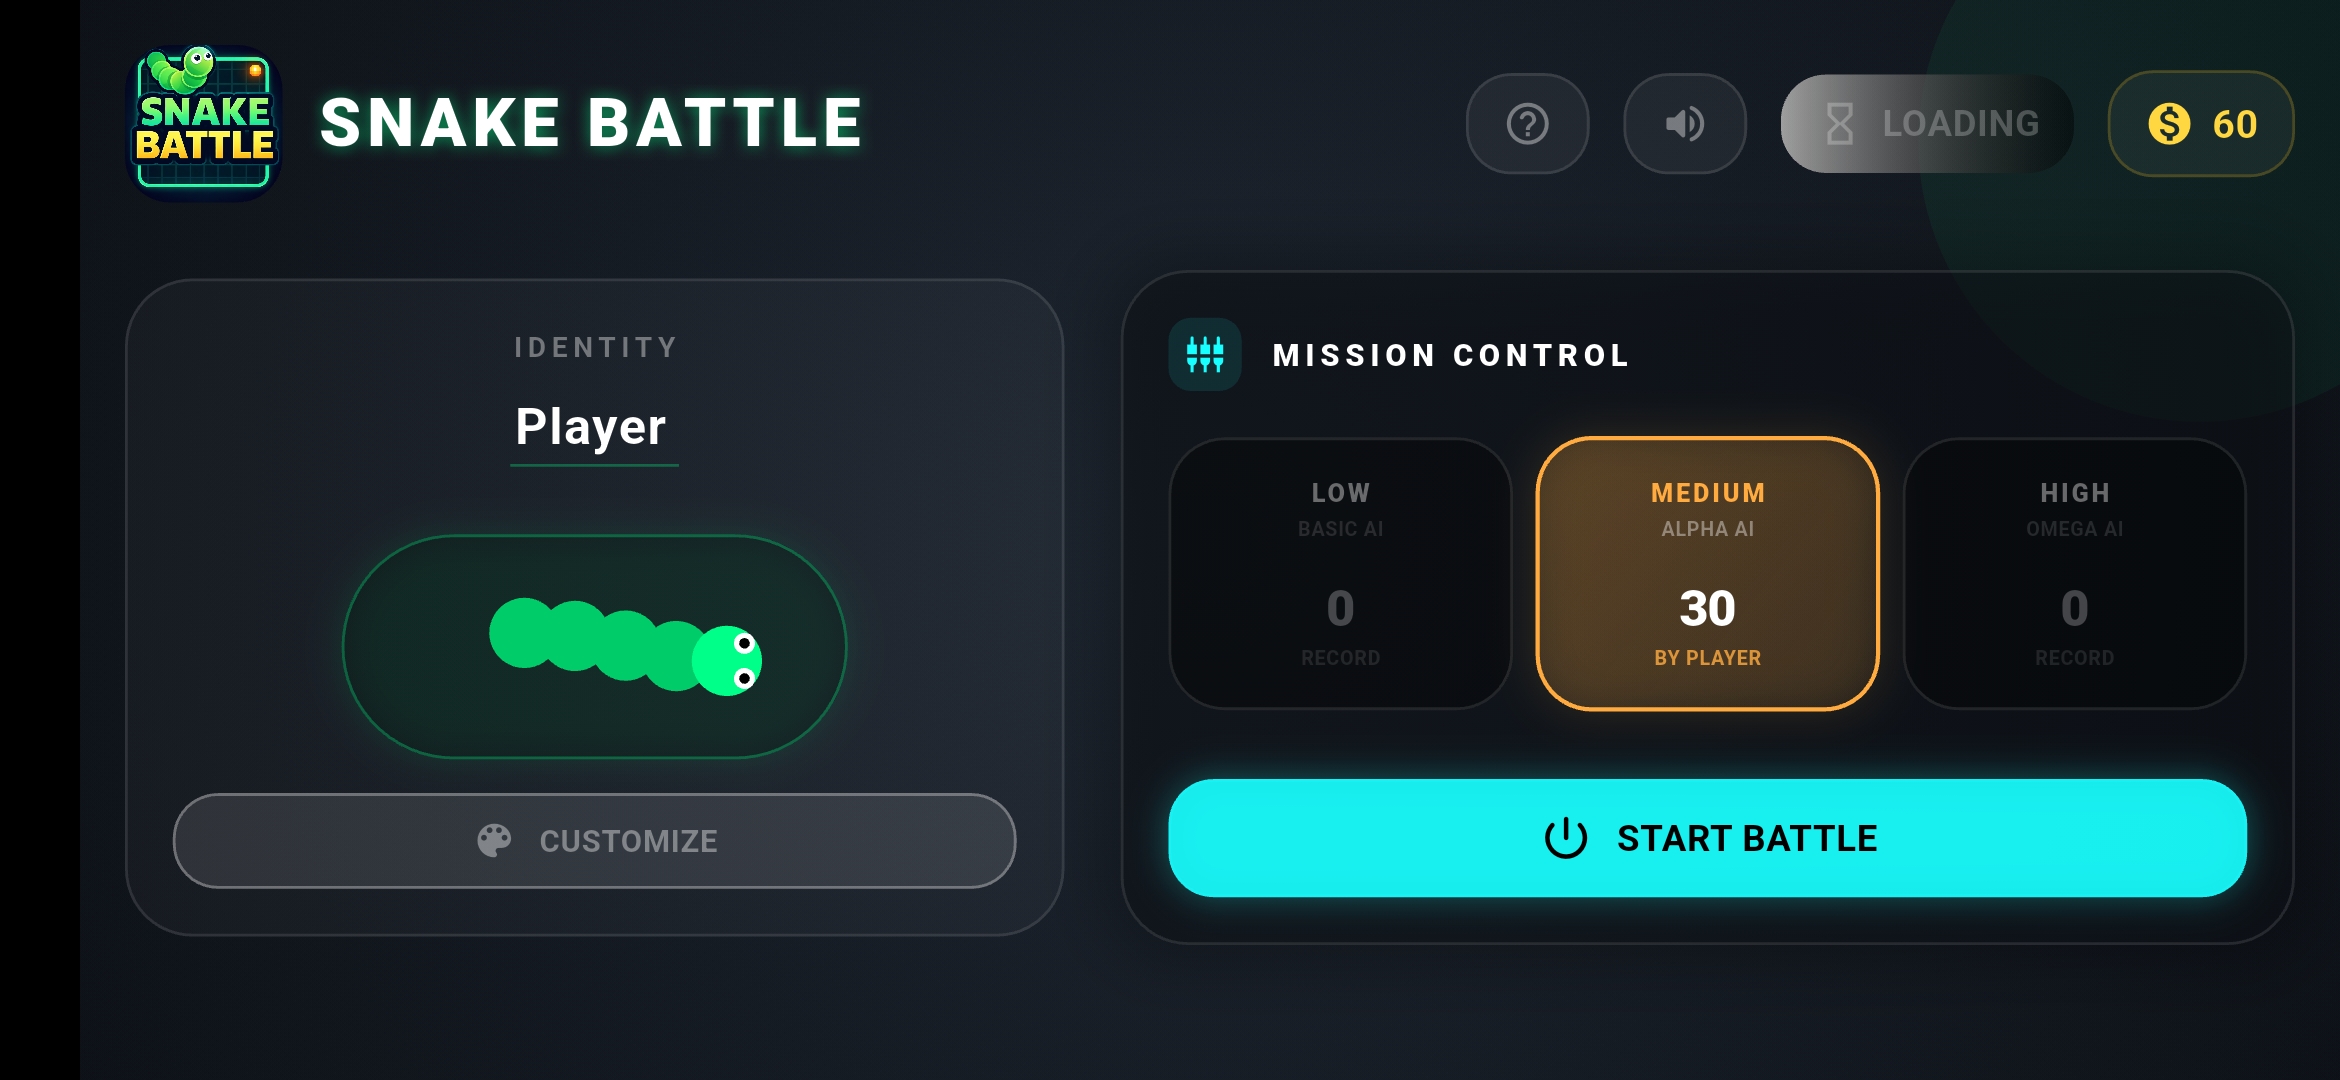 SNAKE
BATTLE
SNAKE BATTLE
LOADING
60
IDENTITY
Player
CUSTOMIZE
MISSION CONTROL
LOW
BASIC AI
0
RECORD
MEDIUM
ALPHA AI
30
BY PLAYER
HIGH
OMEGA AI
0
RECORD
START BATTLE